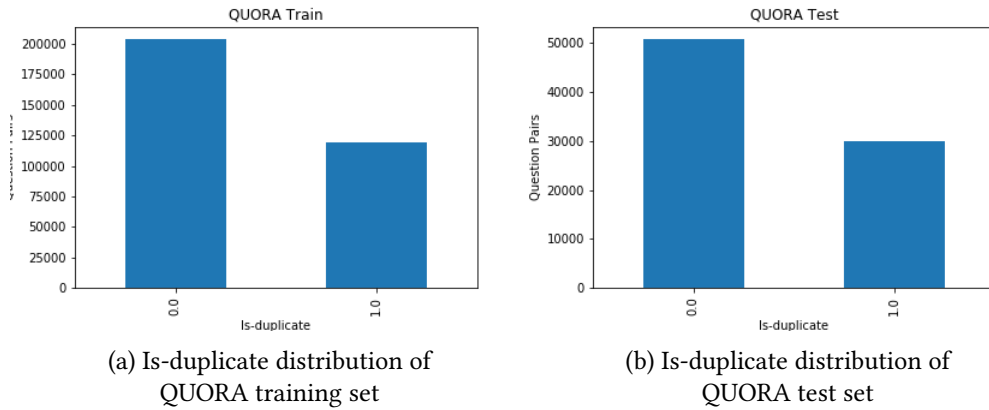 QUORA Train
200000
175000
150000
125000
100000
75000
50000
25000
0
0.0
1.0
Is-duplicate
(a) Is-duplicate distribution of
QUORA training set
QUORA Test
Question Pairs
50000
40000
30000
20000
10000
0
0.0
1.0
Is-duplicate
(b) Is-duplicate distribution of
QUORA test set